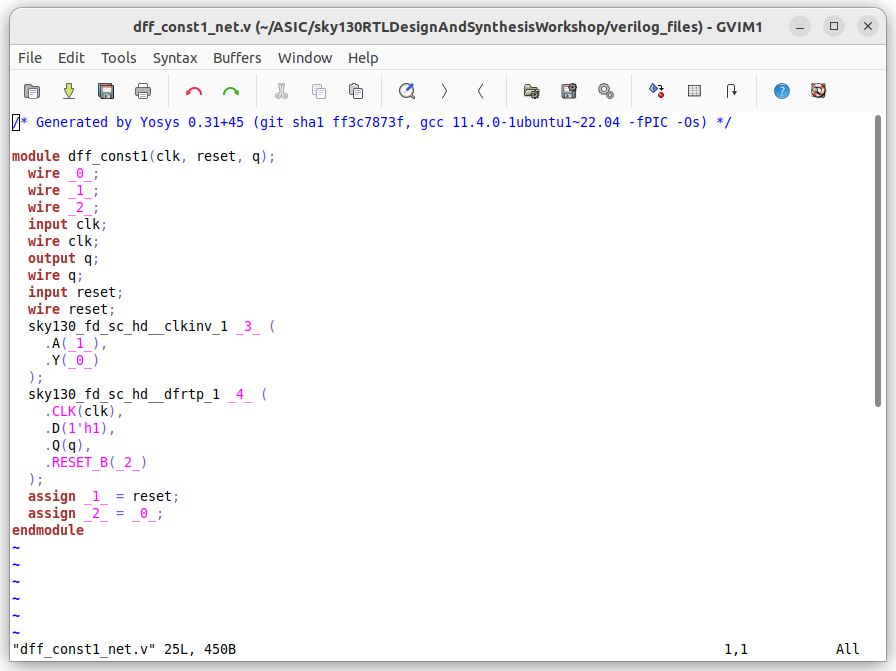 dff_const1_net.v (~/ASIC/sky130RTLDesignAndSynthesisWorkshop/verilog_files) - GVIM1
File Edit Tools Syntax Buffers Window Help
/* Generated by Yosys 0.31+45 (git sha1 ff3c7873f, gcc 11.4.0-1ubuntu1~22.04 -fPIC -Os) */
module dff_const1(clk, reset, q);
  wire _0_;
  wire _1_;
  wire _2_;
  input clk;
  wire clk;
  output q;
  wire q;
  input reset;
  wire reset;
  sky130_fd_sc_hd__clkinv_1 _3_ (
    .A(_1_),
    .Y(_0_)
  );
  sky130_fd_sc_hd__dfrtp_1 _4_ (
    .CLK(clk),
    .D(1'h1),
    .Q(q),
    .RESET_B(_2_)
  );
  assign _1_ = reset;
  assign _2_ = _0_;
endmodule
~
~
~
~
~
~
"dff_const1_net.v" 25L, 450B 1,1 All